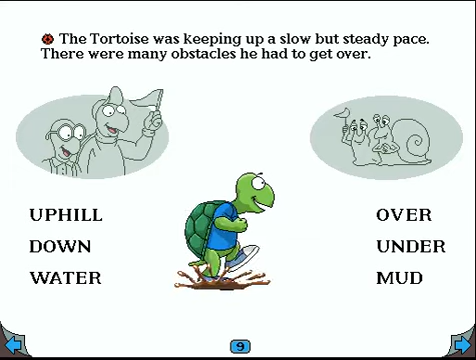 The Tortoise was keeping up a slow but steady pace.
There were many obstacles he had to get over.
UPHILL
DOWN
WATER
OVER
UNDER
MUD
9